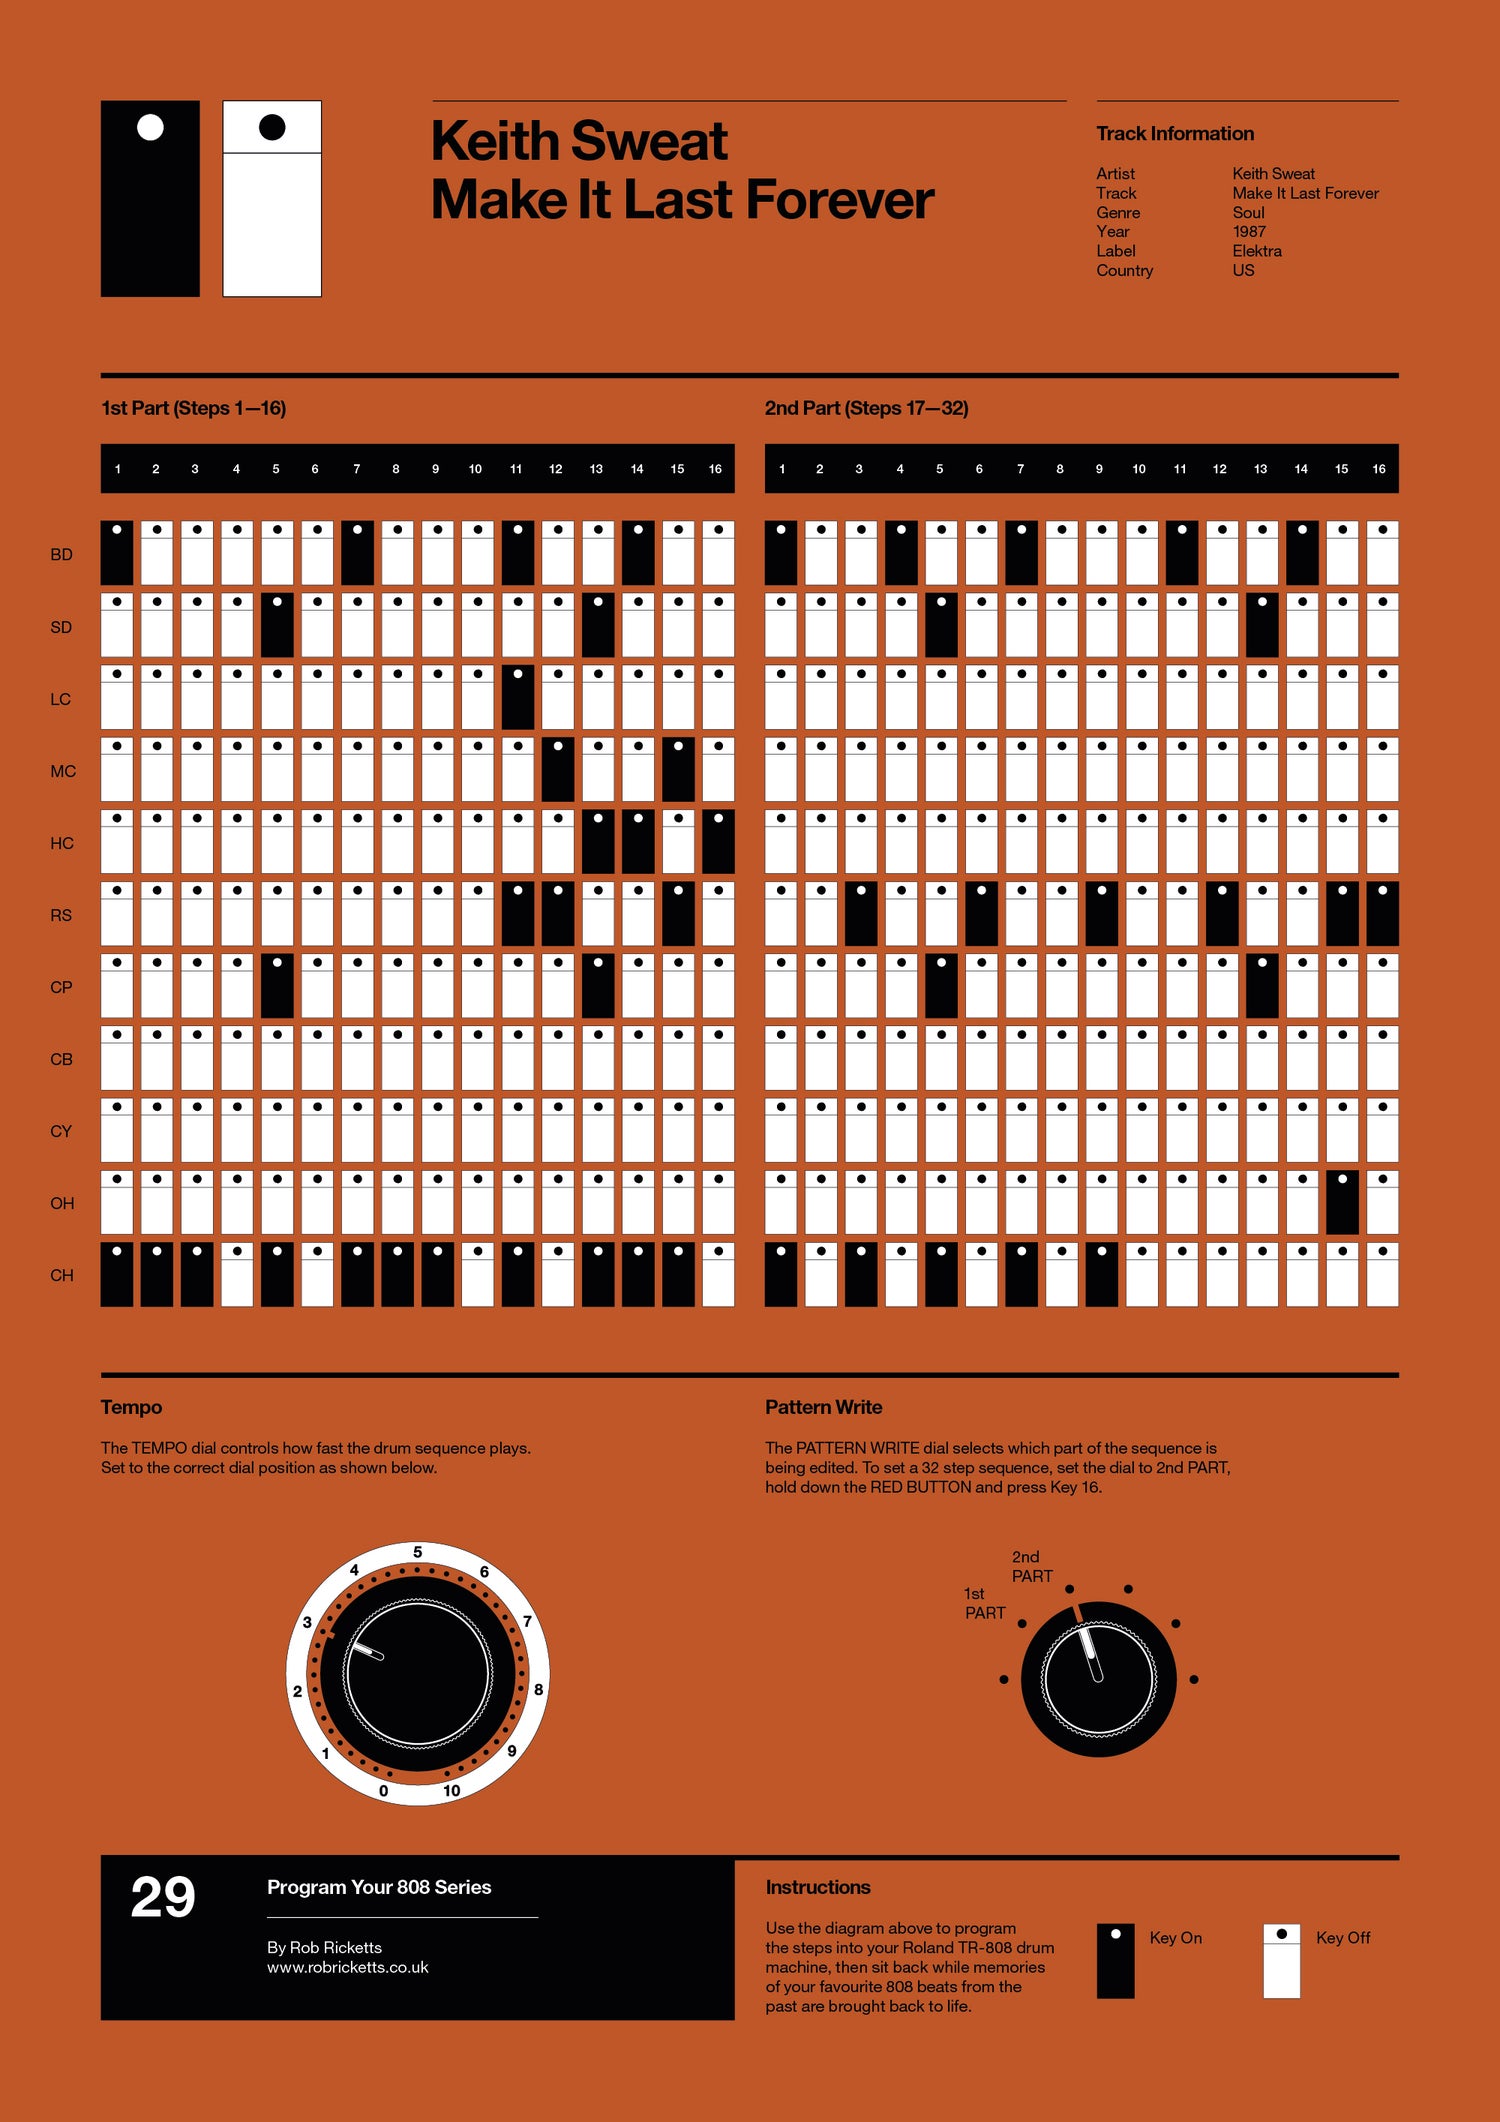 Keith Sweat
Make It Last Forever
Track Information
Artist Keith Sweat
Track Make It Last Forever
Genre Soul
Year 1987
Label Elektra
Country US
1st Part (Steps 1—16)
2nd Part (Steps 17—32)
1 2 3 4 5 6 7 8 9 10 11 12 13 14 15 16
1 2 3 4 5 6 7 8 9 10 11 12 13 14 15 16
BD
SD
LC
MC
HC
RS
CP
CB
CY
OH
CH
Tempo
The TEMPO dial controls how fast the drum sequence plays.
Set to the correct dial position as shown below.
0 1 2 3 4 5 6 7 8 9 10
Pattern Write
The PATTERN WRITE dial selects which part of the sequence is
being edited. To set a 32 step sequence, set the dial to 2nd PART,
hold down the RED BUTTON and press Key 16.
2nd
PART
1st
PART
29
Program Your 808 Series
By Rob Ricketts
www.robricketts.co.uk
Instructions
Use the diagram above to program
the steps into your Roland TR-808 drum
machine, then sit back while memories
of your favourite 808 beats from the
past are brought back to life.
Key On
Key Off